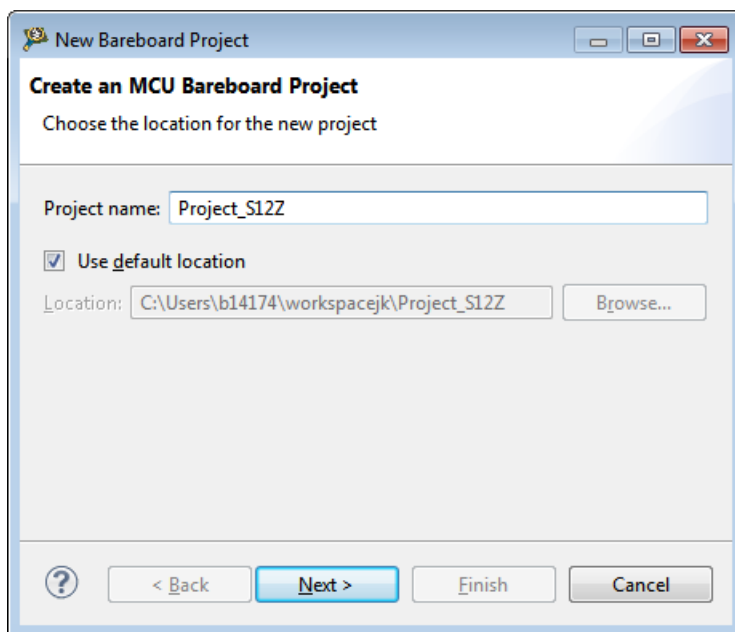 New Bareboard Project
Create an MCU Bareboard Project
Choose the location for the new project
Project name: Project_S12Z
Use default location
Location: C:\Users\b14174\workspacejk\Project_S12Z Browse...
? < Back Next > Finish Cancel